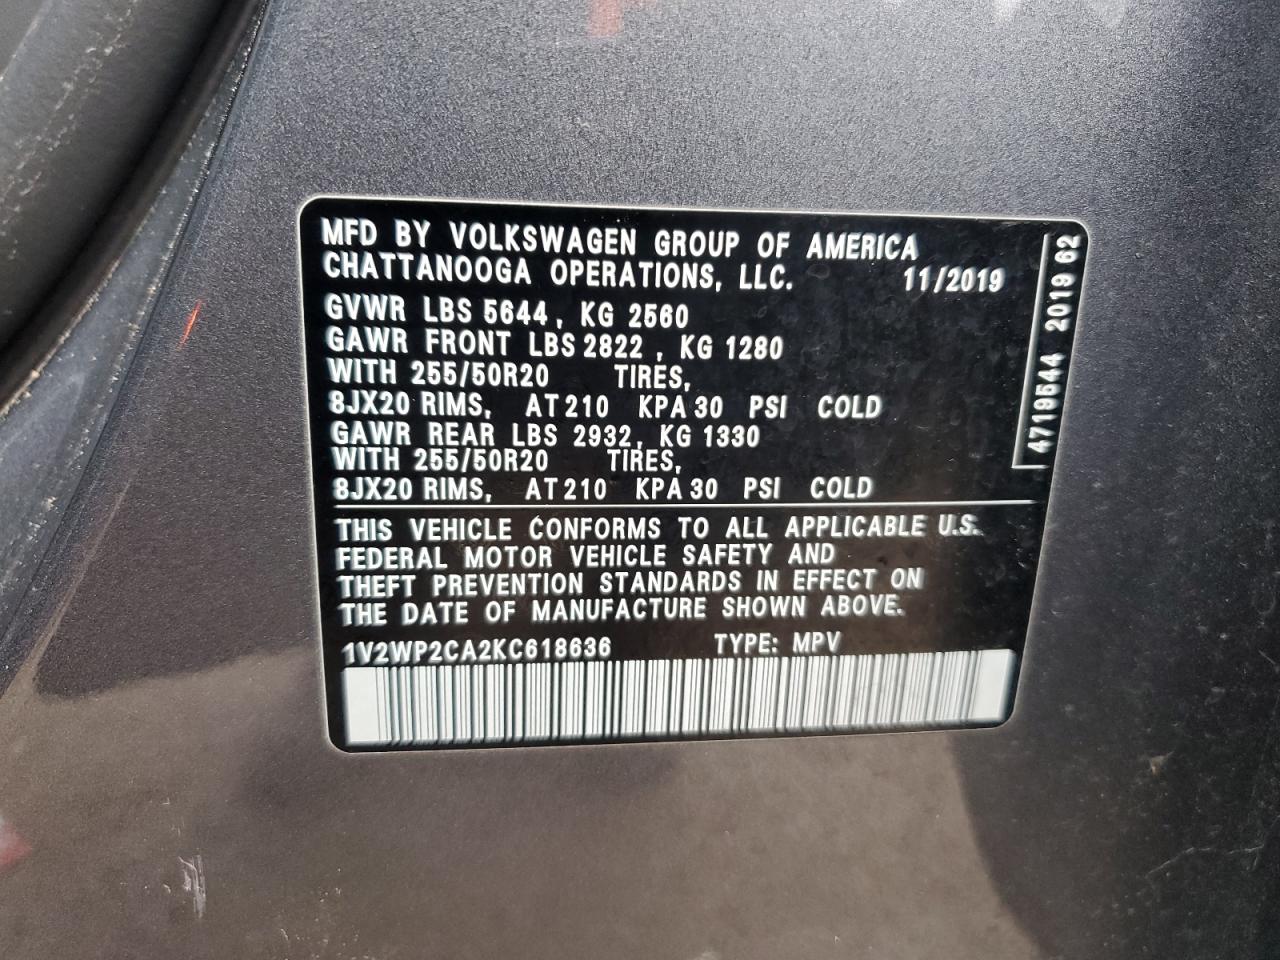 MFD BY VOLKSWAGEN GROUP OF AMERICA
CHATTANOOGA OPERATIONS, LLC. 11/2019
GVWR LBS 5644, KG 2560
GAWR FRONT LBS 2822, KG 1280
WITH 255/50R20 TIRES,
8JX20 RIMS, AT 210 KPA 30 PSI COLD
GAWR REAR LBS 2932, KG 1330
WITH 255/50R20 TIRES,
8JX20 RIMS, AT 210 KPA 30 PSI COLD
THIS VEHICLE CONFORMS TO ALL APPLICABLE U.S.
FEDERAL MOTOR VEHICLE SAFETY AND
THEFT PREVENTION STANDARDS IN EFFECT ON
THE DATE OF MANUFACTURE SHOWN ABOVE.
1V2WP2CA2KC618636 TYPE: MPV
4719544 2019 62